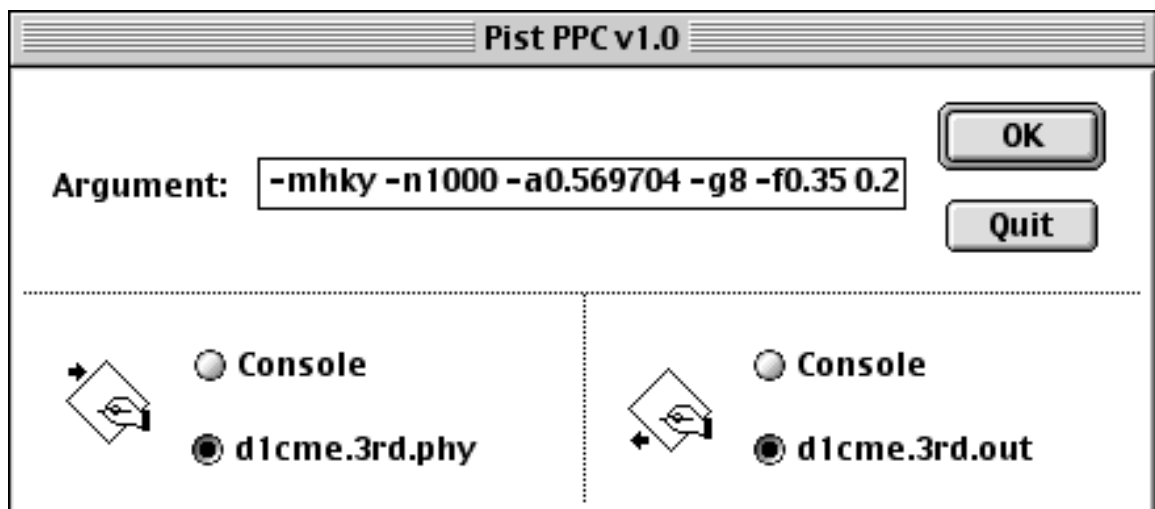 Pist PPC v1.0
OK
Argument: -mhky -n1000 -a0.569704 -g8 -f0.35 0.2
Quit
Console
d1cme.3rd.phy
Console
d1cme.3rd.out